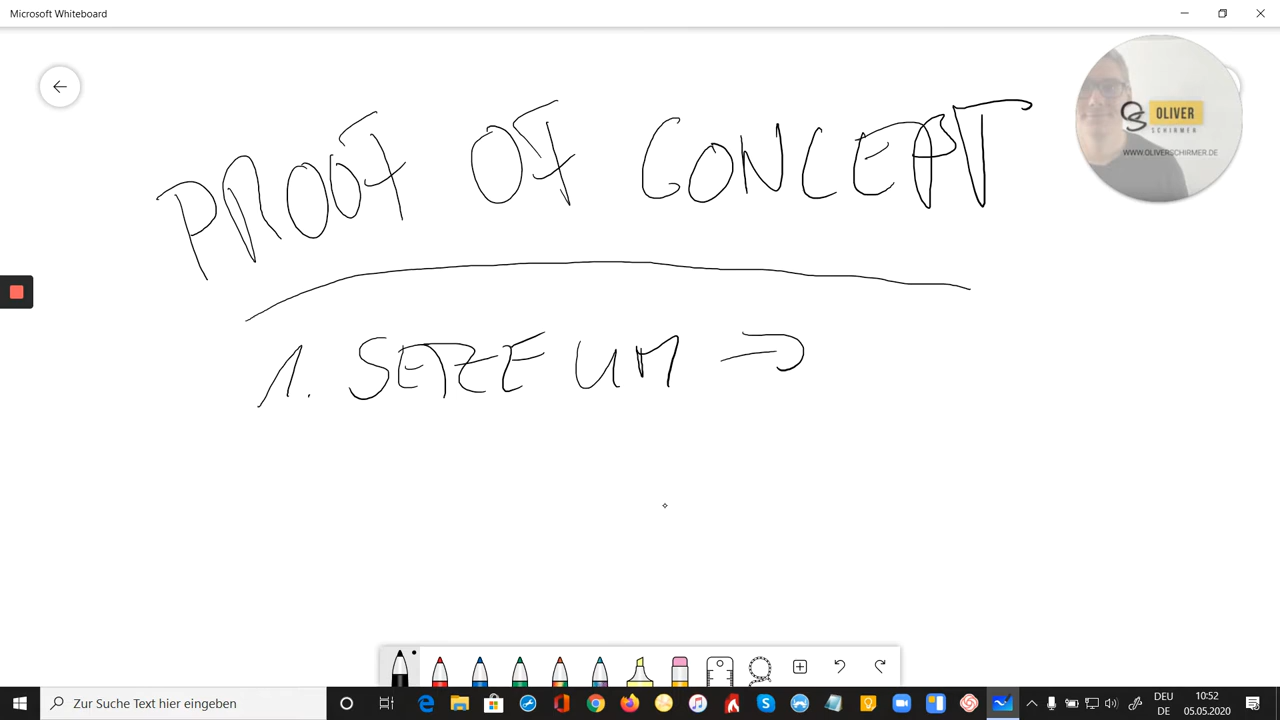 Microsoft Whiteboard
PROOF OF CONCEPT
OS OLIVER
SCHIRMER
WWW.OLIVERSCHIRMER.DE
1. SETZE UM →
Zur Suche Text hier eingeben
DEU
DE
10:52
05.05.2020